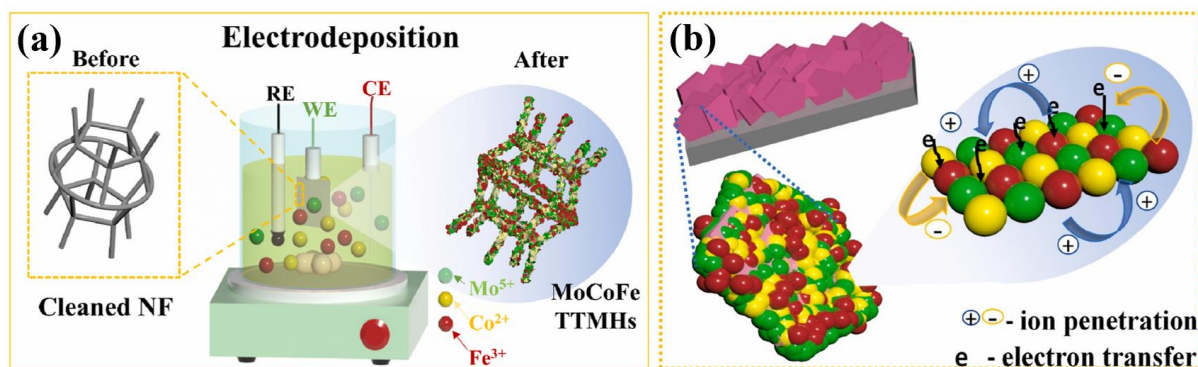 (a)
Electrodeposition
Before
After
RE
WE
CE
Cleaned NF
Mo⁵⁺
Co²⁺
Fe³⁺
MoCoFe
TTMHs
(b)
+
-
e
+
e
e
e
e
-
+
+
+ - - ion penetration
e - electron transfer